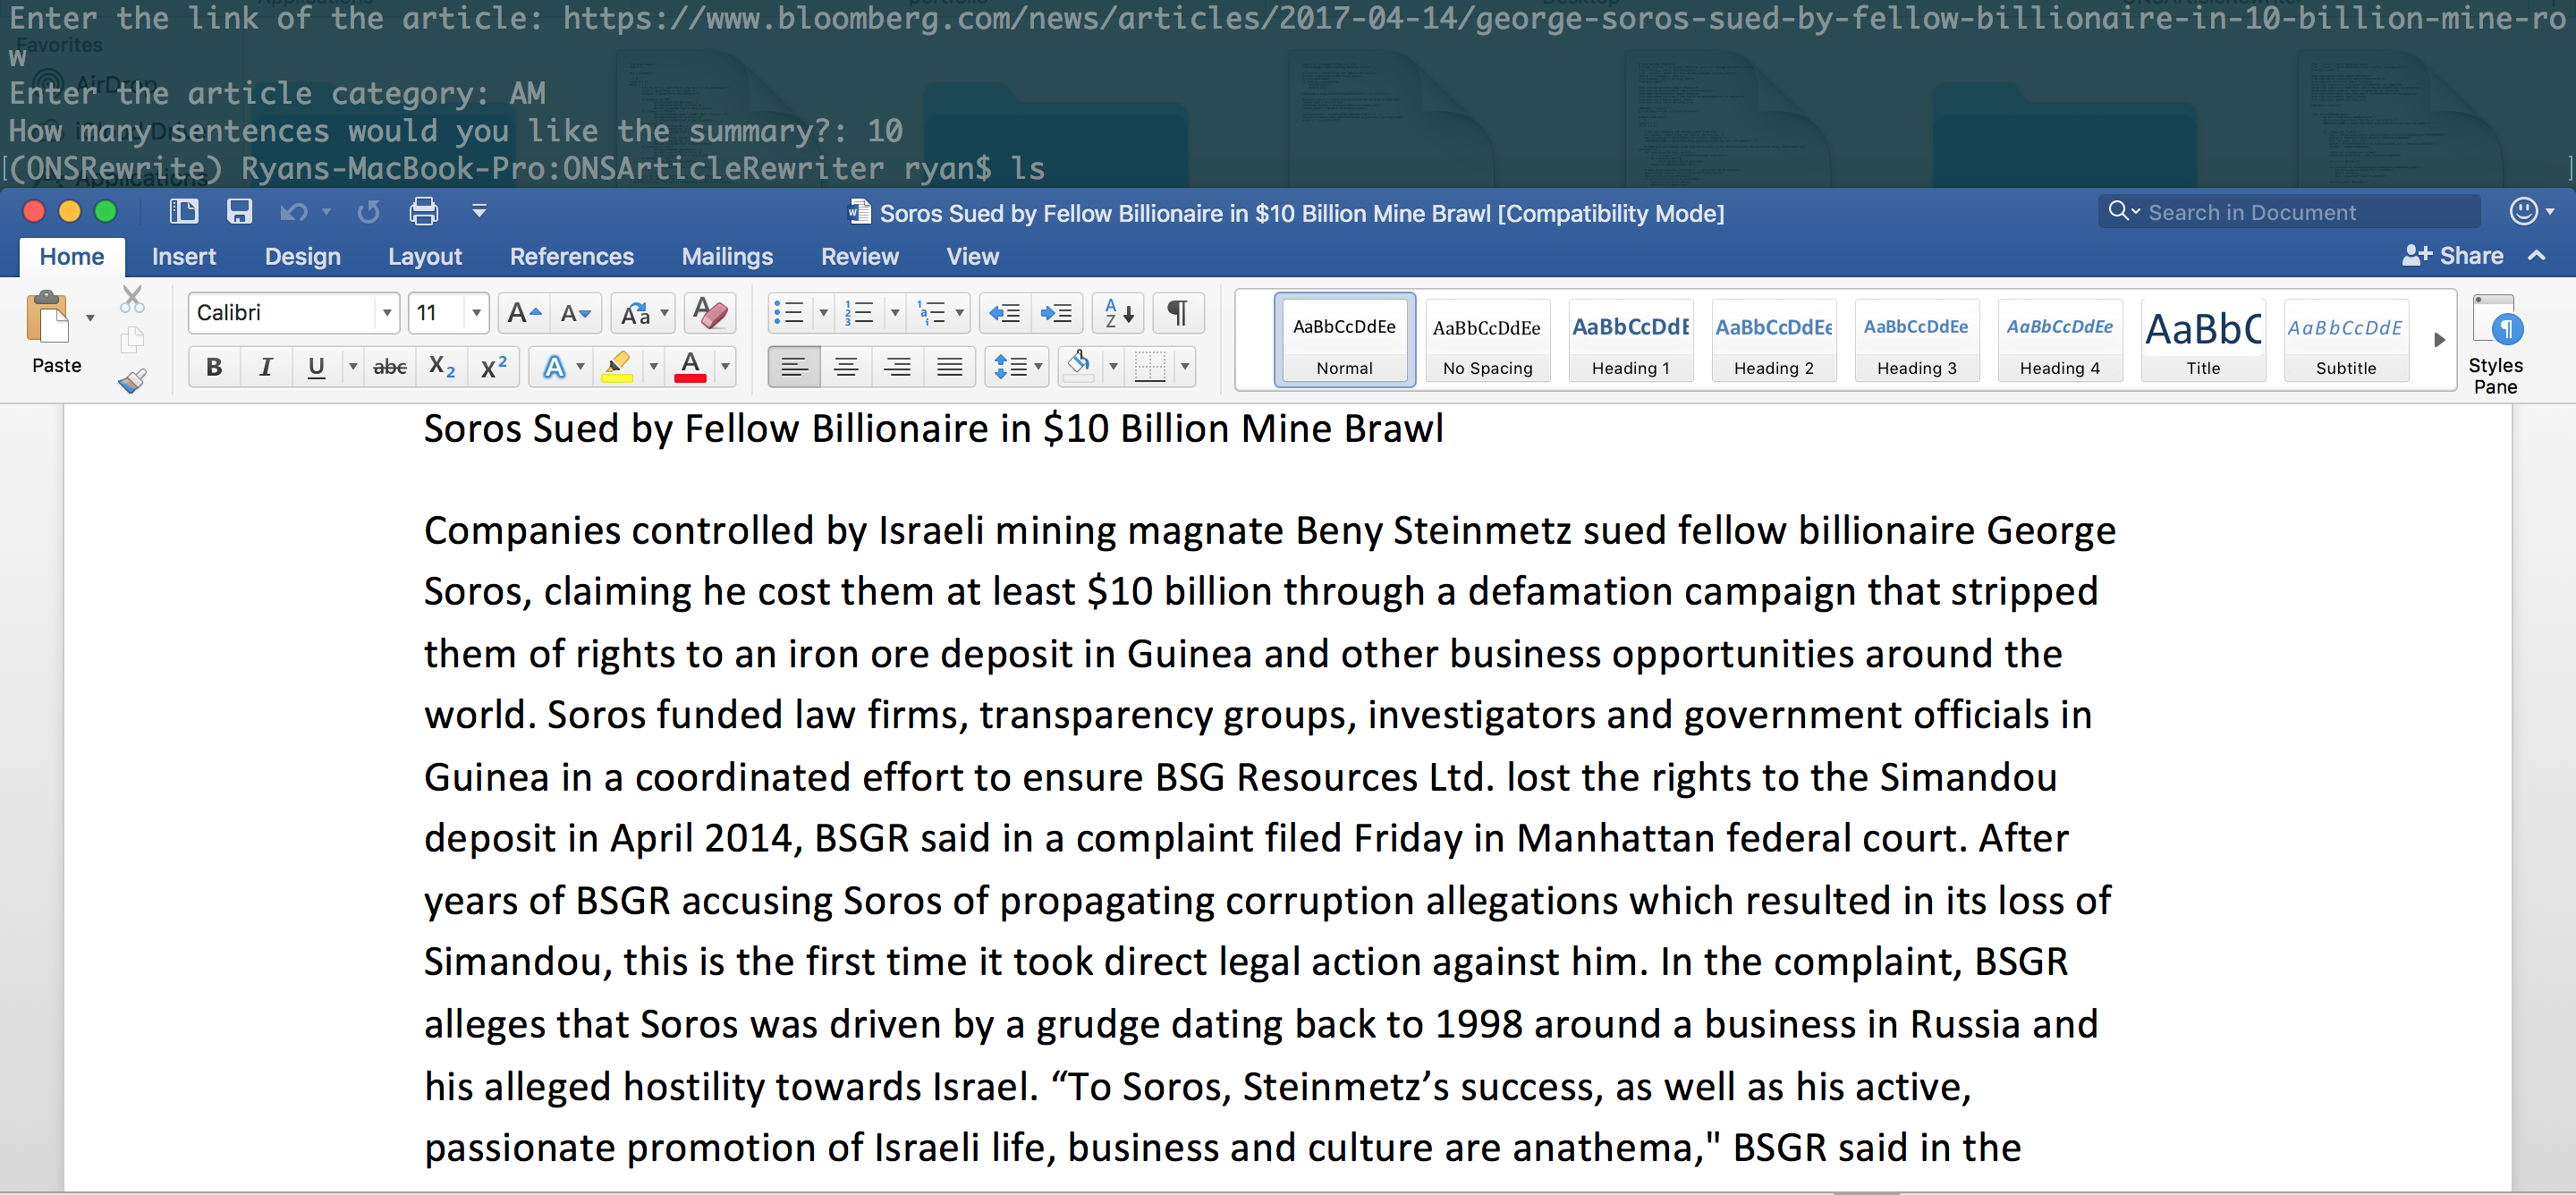 Enter the link of the article: https://www.bloomberg.com/news/articles/2017-04-14/george-soros-sued-by-fellow-billionaire-in-10-billion-mine-ro
w
Favorites
AirDrop
Enter the article category: AM
How many sentences would you like the summary?: 10
[(ONSRewrite) Ryans-MacBook-Pro:ONSArticleRewriter ryan$ ls ]
Applications
Soros Sued by Fellow Billionaire in $10 Billion Mine Brawl [Compatibility Mode]
Search in Document
Home Insert Design Layout References Mailings Review View
Share
Paste
Calibri 11
B I U abc X2 X2 A A
AaBbCcDdEe AaBbCcDdEe AaBbCcDdE AaBbCcDdEe AaBbCcDdEe AaBbCcDdEe AaBbC AaBbCcDdE
Normal No Spacing Heading 1 Heading 2 Heading 3 Heading 4 Title Subtitle
Styles
Pane
Soros Sued by Fellow Billionaire in $10 Billion Mine Brawl
Companies controlled by Israeli mining magnate Beny Steinmetz sued fellow billionaire George
Soros, claiming he cost them at least $10 billion through a defamation campaign that stripped
them of rights to an iron ore deposit in Guinea and other business opportunities around the
world. Soros funded law firms, transparency groups, investigators and government officials in
Guinea in a coordinated effort to ensure BSG Resources Ltd. lost the rights to the Simandou
deposit in April 2014, BSGR said in a complaint filed Friday in Manhattan federal court. After
years of BSGR accusing Soros of propagating corruption allegations which resulted in its loss of
Simandou, this is the first time it took direct legal action against him. In the complaint, BSGR
alleges that Soros was driven by a grudge dating back to 1998 around a business in Russia and
his alleged hostility towards Israel. “To Soros, Steinmetz’s success, as well as his active,
passionate promotion of Israeli life, business and culture are anathema," BSGR said in the